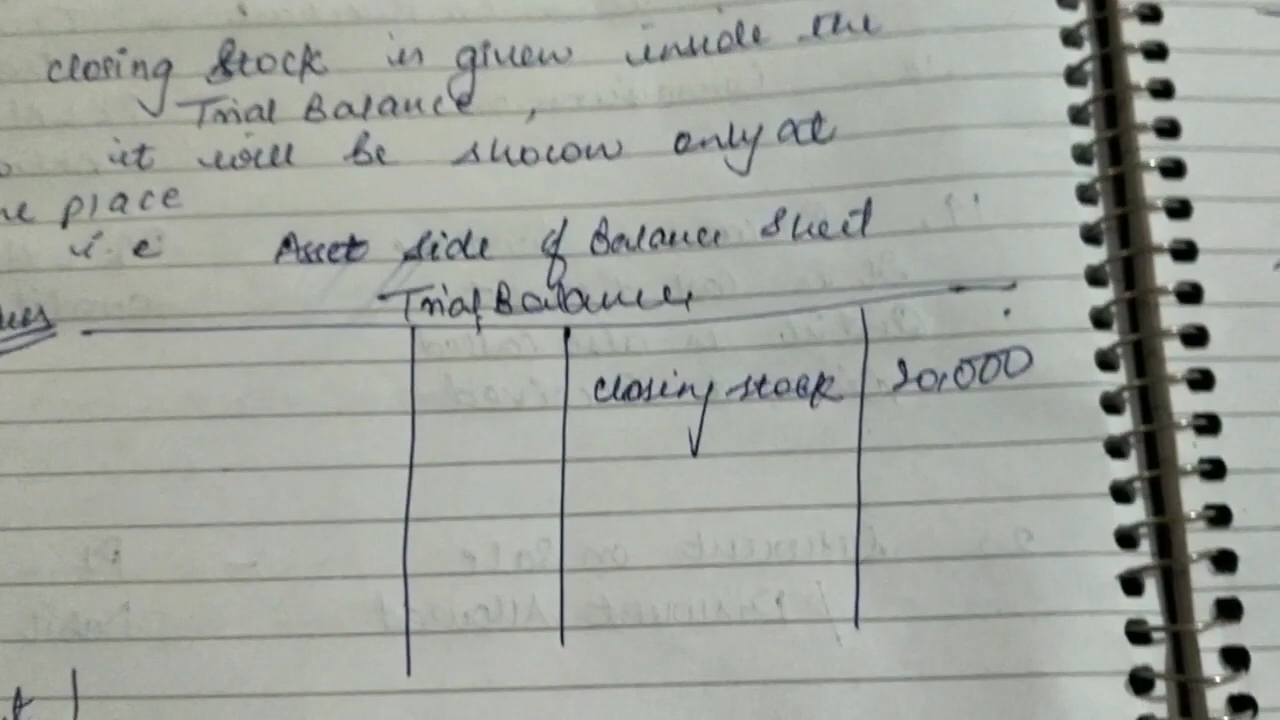 closing Stock is given inside the
Trial Balance,
it will be shown only at
place
i.e Asset side of Balance Sheet
Trial Balance
closing stock 20,000